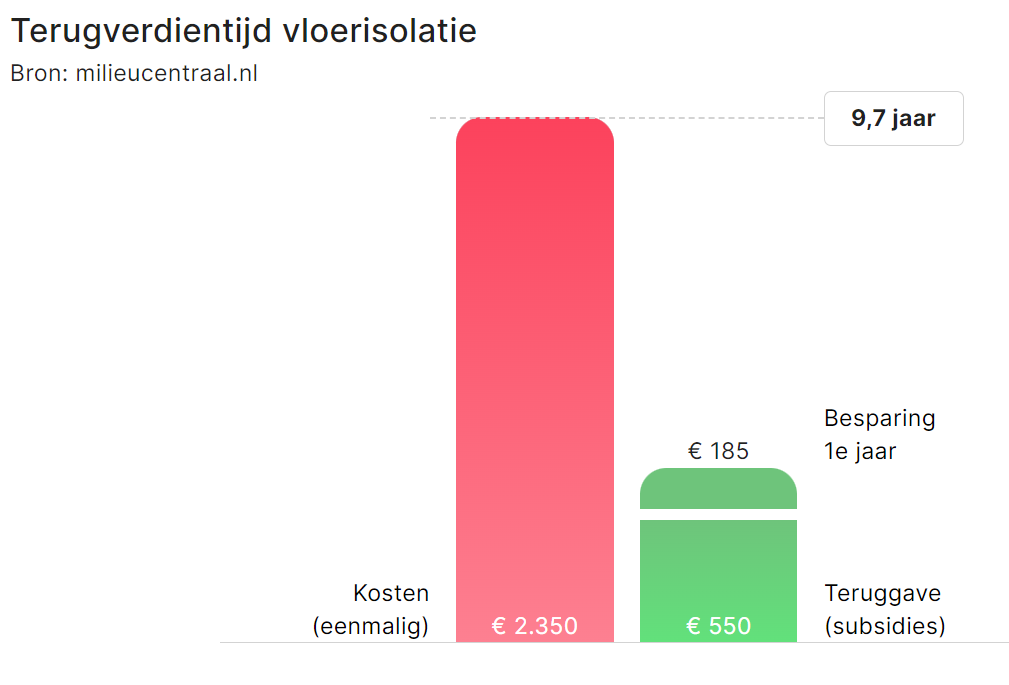 Terugverdientijd vloerisolatie
Bron: milieucentraal.nl
9,7 jaar
Besparing
1e jaar
€ 185
Kosten
(eenmalig)
€ 2.350
€ 550
Teruggave
(subsidies)